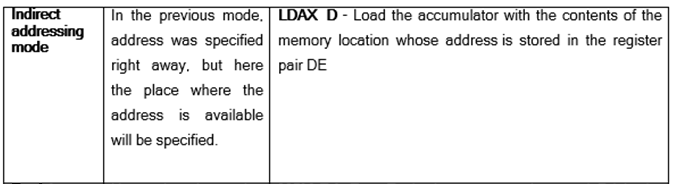 Indirect
addressing
mode
In the previous mode,
address was specified
right away, but here
the place where the
address is available
will be specified.
LDAX D - Load the accumulator with the contents of the
memory location whose address is stored in the register
pair DE